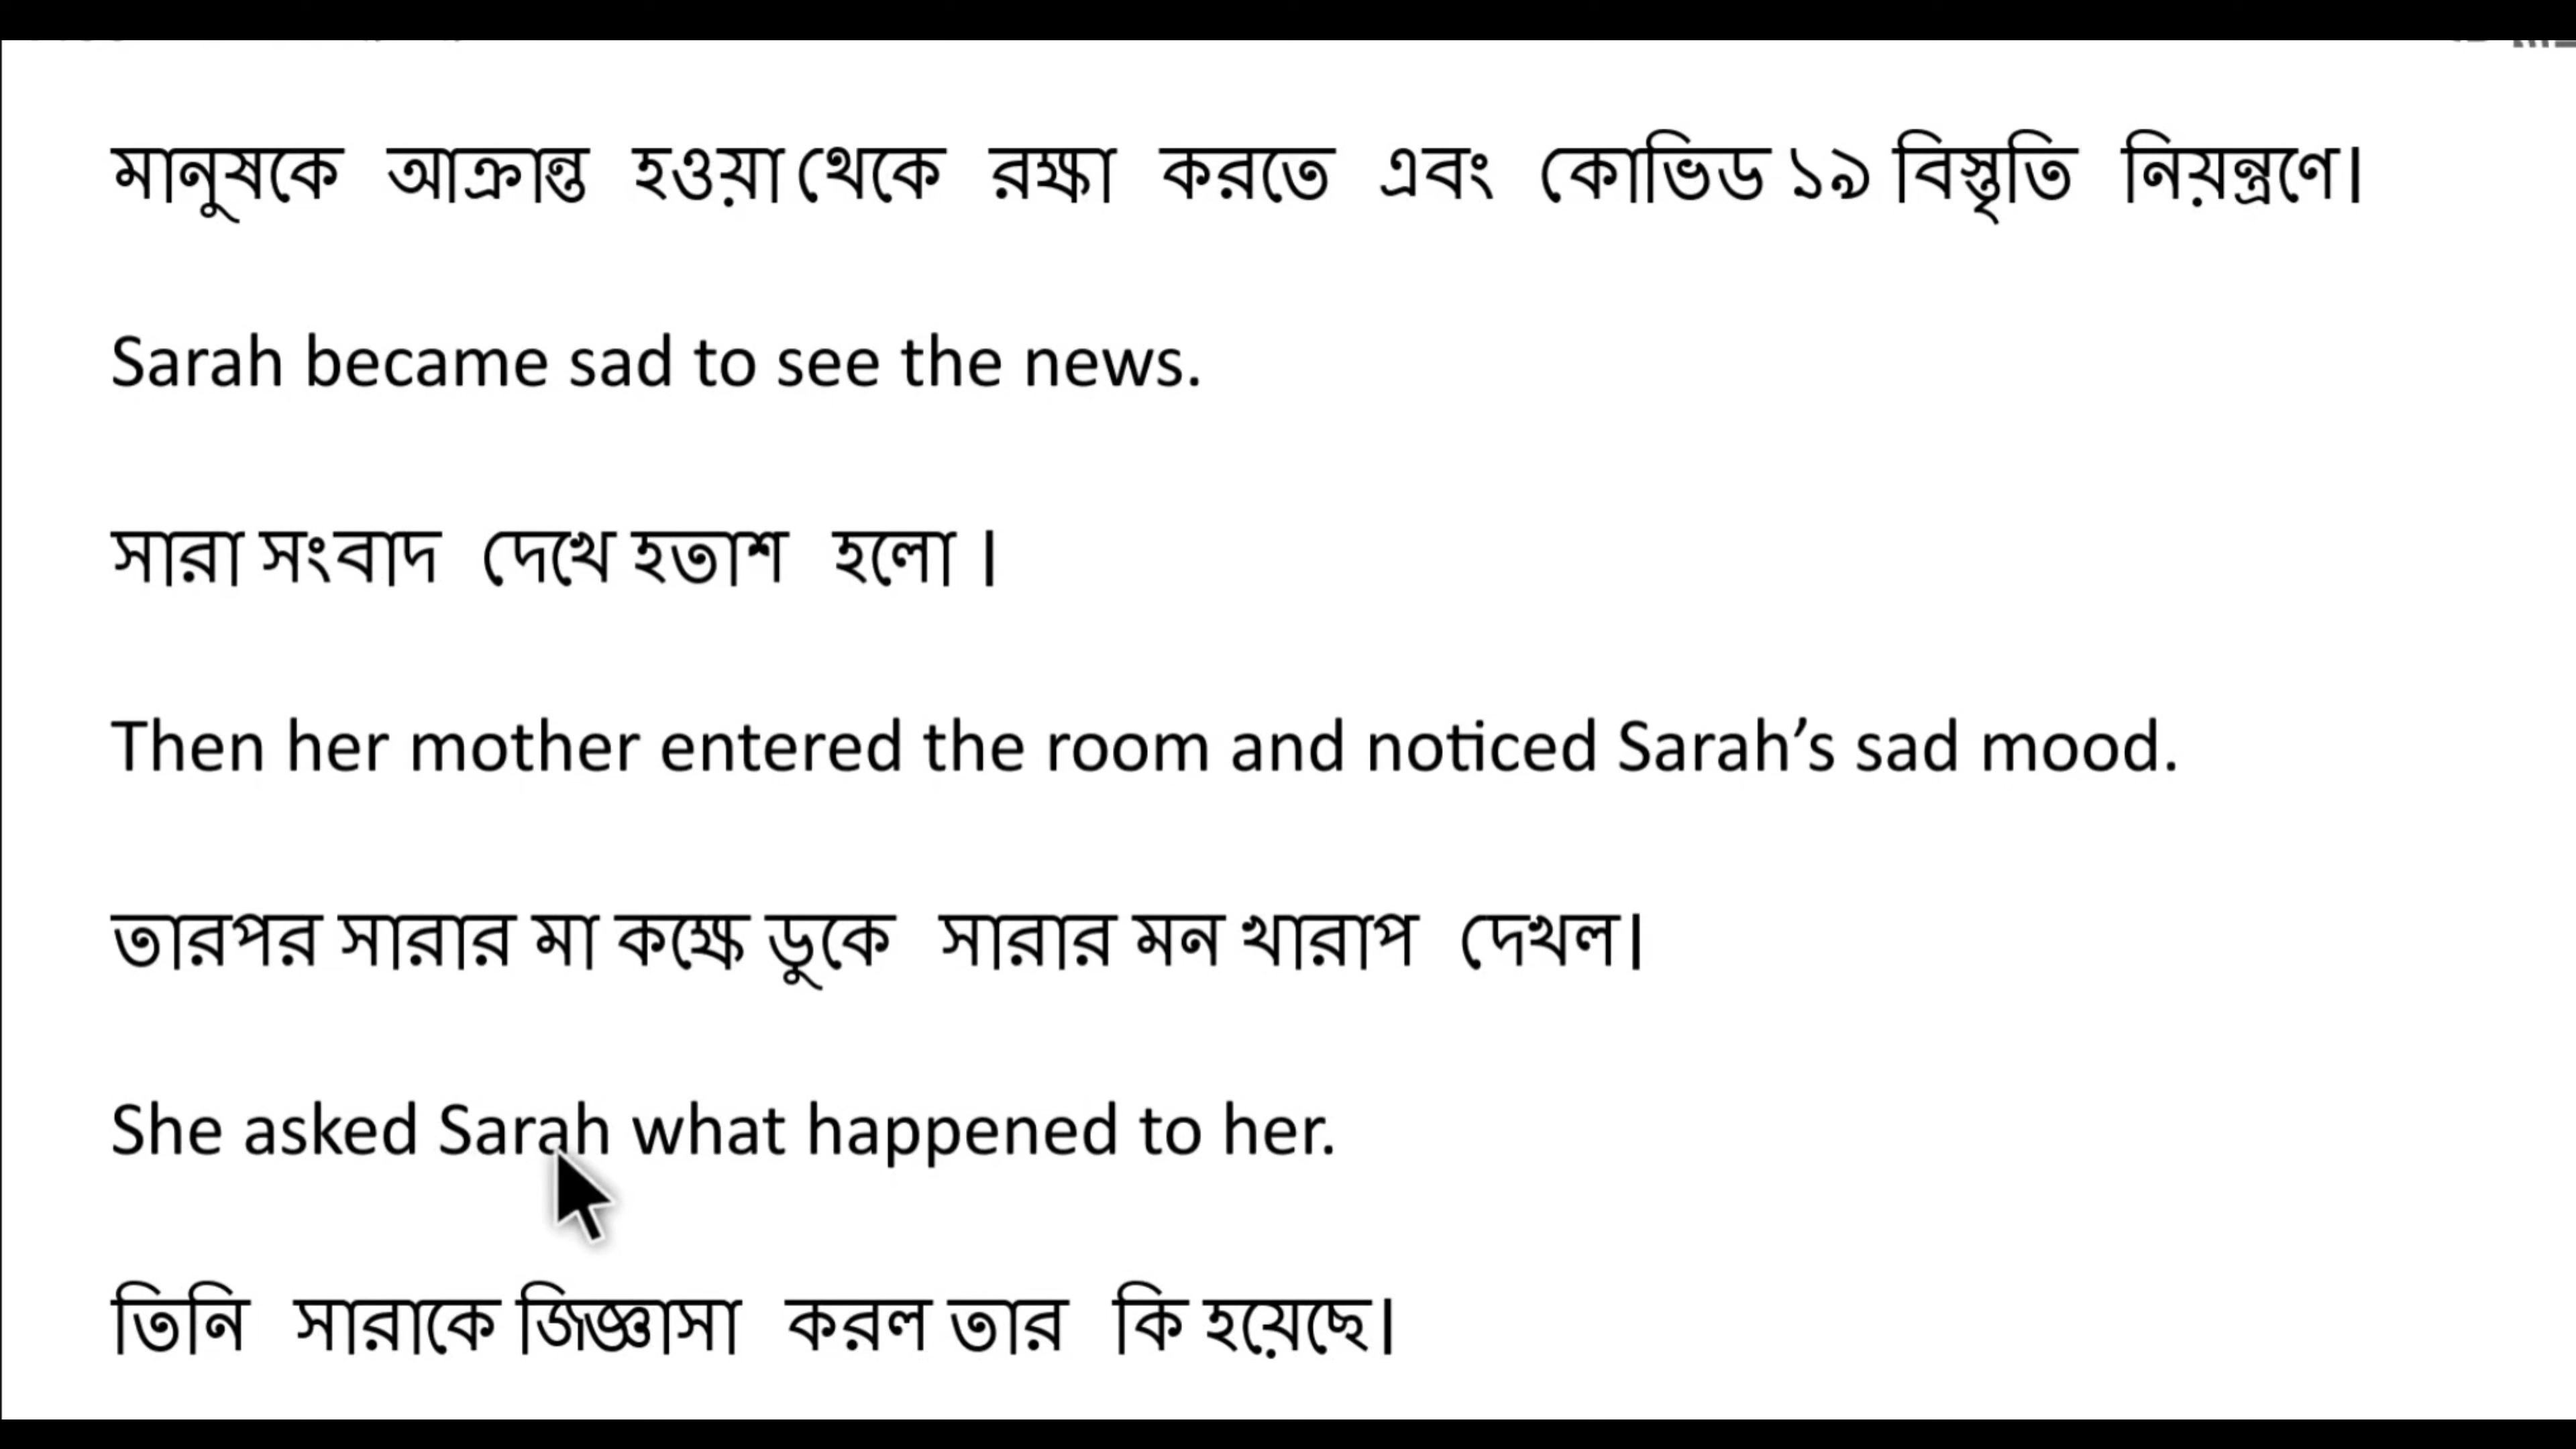 মানুষকে আক্রান্ত হওয়া থেকে রক্ষা করতে এবং কোভিড ১৯ বিস্তৃতি নিয়ন্ত্রণে।
Sarah became sad to see the news.
সারা সংবাদ দেখে হতাশ হলো ।
Then her mother entered the room and noticed Sarah’s sad mood.
তারপর সারার মা কক্ষে ডুকে সারার মন খারাপ দেখল।
She asked Sarah what happened to her.
তিনি সারাকে জিজ্ঞাসা করল তার কি হয়েছে।